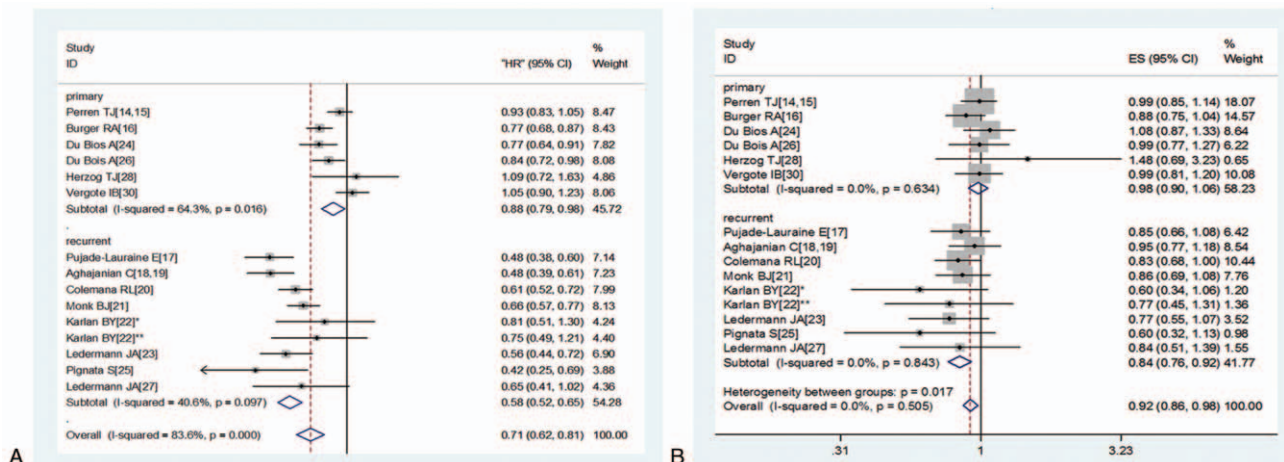 Study
%
ID
"HR" (95% CI)
Weight
primary
Perren TJ[14,15]
0.93 (0.83, 1.05)
8.47
Burger RA[16]
0.77 (0.68, 0.87)
8.43
Du Bios A[24]
0.77 (0.64, 0.91)
7.82
Du Bois A[26]
0.84 (0.72, 0.98)
8.08
Herzog TJ[28]
1.09 (0.72, 1.63)
4.86
Vergote IB[30]
1.05 (0.90, 1.23)
8.06
Subtotal (I-squared = 64.3%, p = 0.016)
0.88 (0.79, 0.98)
45.72
.
recurrent
Pujade-Lauraine E[17]
0.48 (0.38, 0.60)
7.14
Aghajanian C[18,19]
0.48 (0.39, 0.61)
7.23
Colemana RL[20]
0.61 (0.52, 0.72)
7.99
Monk BJ[21]
0.66 (0.57, 0.77)
8.13
Karlan BY[22]*
0.81 (0.51, 1.30)
4.24
Karlan BY[22]**
0.75 (0.49, 1.21)
4.40
Ledermann JA[23]
0.56 (0.44, 0.72)
6.90
Pignata S[25]
0.42 (0.25, 0.69)
3.88
Ledermann JA[27]
0.65 (0.41, 1.02)
4.36
Subtotal (I-squared = 40.6%, p = 0.097)
0.58 (0.52, 0.65)
54.28
.
Overall (I-squared = 83.6%, p = 0.000)
0.71 (0.62, 0.81)
100.00
A
Study
%
ID
ES (95% CI)
Weight
primary
Perren TJ[14,15]
0.99 (0.85, 1.14)
18.07
Burger RA[16]
0.88 (0.75, 1.04)
14.57
Du Bios A[24]
1.08 (0.87, 1.33)
8.64
Du Bois A[26]
0.99 (0.77, 1.27)
6.22
Herzog TJ[28]
1.48 (0.69, 3.23)
0.65
Vergote IB[30]
0.99 (0.81, 1.20)
10.08
Subtotal (I-squared = 0.0%, p = 0.634)
0.98 (0.90, 1.06)
58.23
.
recurrent
Pujade-Lauraine E[17]
0.85 (0.66, 1.08)
6.42
Aghajanian C[18,19]
0.95 (0.77, 1.18)
8.54
Colemana RL[20]
0.83 (0.68, 1.00)
10.44
Monk BJ[21]
0.86 (0.69, 1.08)
7.76
Karlan BY[22]*
0.60 (0.34, 1.06)
1.20
Karlan BY[22]**
0.77 (0.45, 1.31)
1.36
Ledermann JA[23]
0.77 (0.55, 1.07)
3.52
Pignata S[25]
0.60 (0.32, 1.13)
0.98
Ledermann JA[27]
0.84 (0.51, 1.39)
1.55
Subtotal (I-squared = 0.0%, p = 0.843)
0.84 (0.76, 0.92)
41.77
.
Heterogeneity between groups: p = 0.017
Overall (I-squared = 0.0%, p = 0.505)
0.92 (0.86, 0.98)
100.00
.31
1
3.23
B